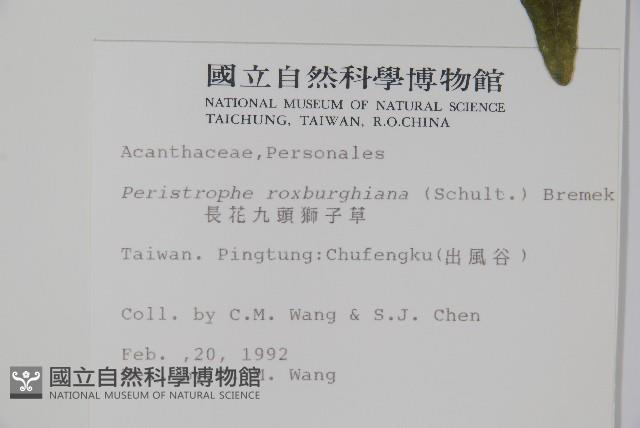 國立自然科學博物館
NATIONAL MUSEUM OF NATURAL SCIENCE
TAICHUNG, TAIWAN, R.O.CHINA
Acanthaceae,Personales
Peristrophe roxburghiana (Schult.) Bremek
長花九頭獅子草
Taiwan. Pingtung:Chufengku(出風谷)
Coll. by C.M. Wang & S.J. Chen
Feb. ,20, 1992
Wang
國立自然科學博物館
NATIONAL MUSEUM OF NATURAL SCIENCE